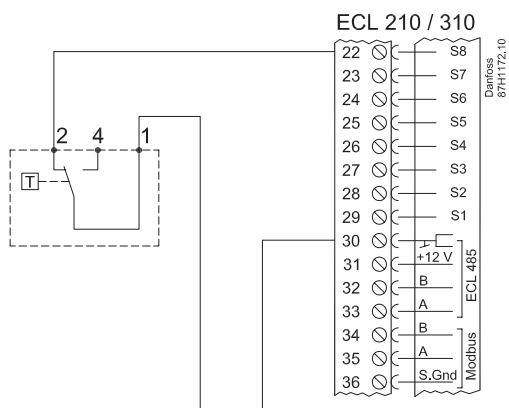 ECL 210 / 310
22 S8
23 S7
24 S6
25 S5
26 S4
27 S3
28 S2
29 S1
30
31 +12 V
32 B
33 A
34 B
35 A
36 S.Gnd
ECL 485
Modbus
Danfoss
87H1172.10
2 4 1
T